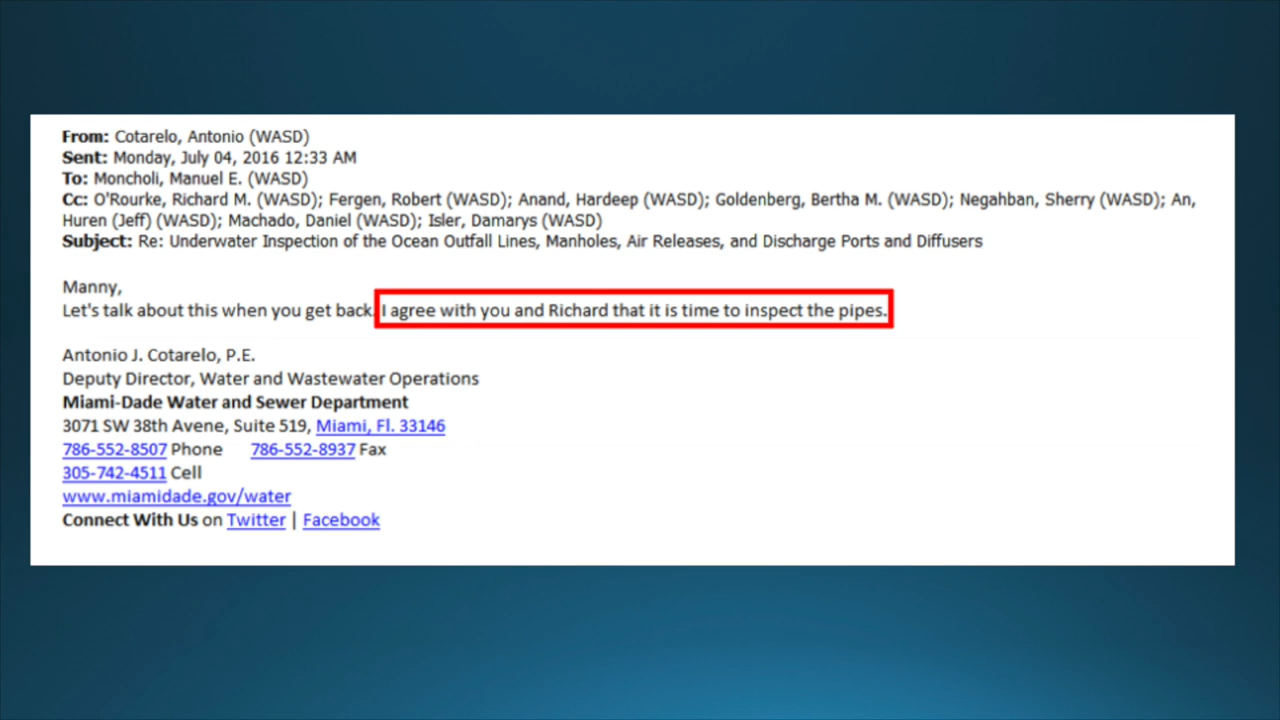 From: Cotarelo, Antonio (WASD)
Sent: Monday, July 04, 2016 12:33 AM
To: Moncholi, Manuel E. (WASD)
Cc: O'Rourke, Richard M. (WASD); Fergen, Robert (WASD); Anand, Hardeep (WASD); Goldenberg, Bertha M. (WASD); Negahban, Sherry (WASD); An,
Huren (Jeff) (WASD); Machado, Daniel (WASD); Isler, Damarys (WASD)
Subject: Re: Underwater Inspection of the Ocean Outfall Lines, Manholes, Air Releases, and Discharge Ports and Diffusers
Manny,
Let's talk about this when you get back. I agree with you and Richard that it is time to inspect the pipes.
Antonio J. Cotarelo, P.E.
Deputy Director, Water and Wastewater Operations
Miami-Dade Water and Sewer Department
3071 SW 38th Avene, Suite 519, Miami, Fl. 33146
786-552-8507 Phone 786-552-8937 Fax
305-742-4511 Cell
www.miamidade.gov/water
Connect With Us on Twitter | Facebook